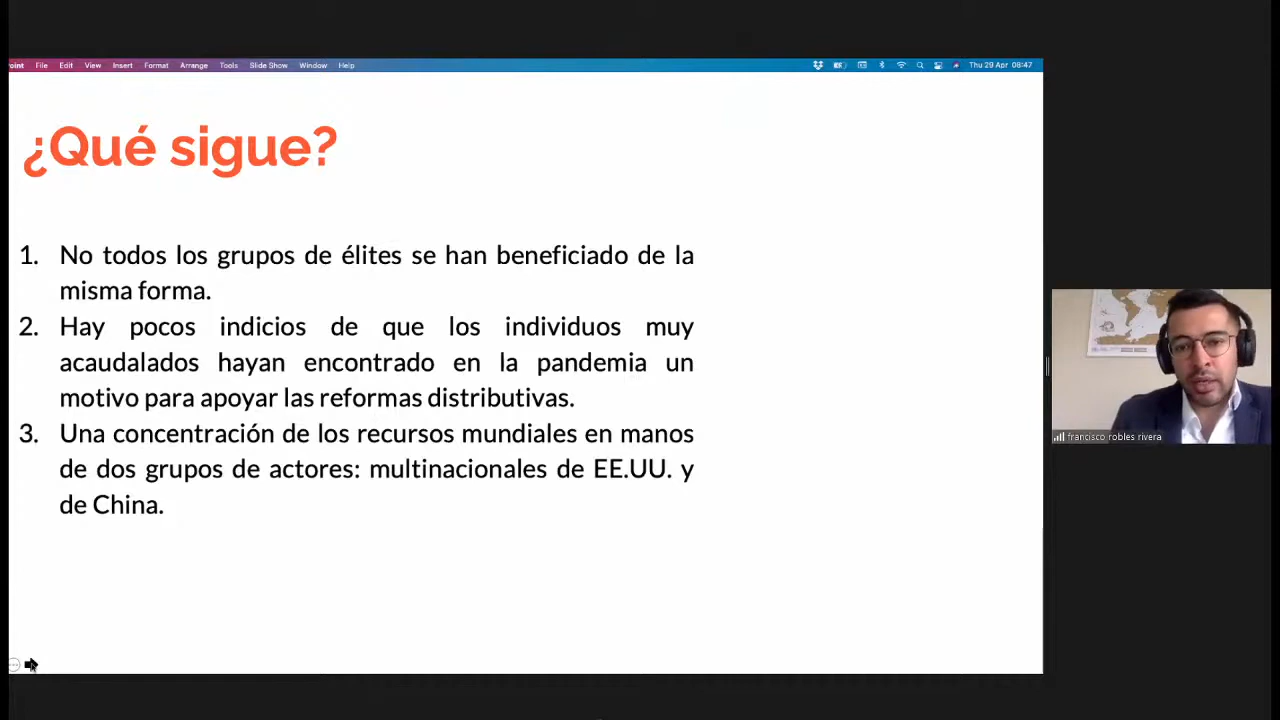 oint File Edit View Insert Format Arrange Tools Slide Show Window Help Thu 29 Apr 08:47
¿Qué sigue?
1. No todos los grupos de élites se han beneficiado de la
misma forma.
2. Hay pocos indicios de que los individuos muy
acaudalados hayan encontrado en la pandemia un
motivo para apoyar las reformas distributivas.
3. Una concentración de los recursos mundiales en manos
de dos grupos de actores: multinacionales de EE.UU. y
de China.
francisco robles rivera